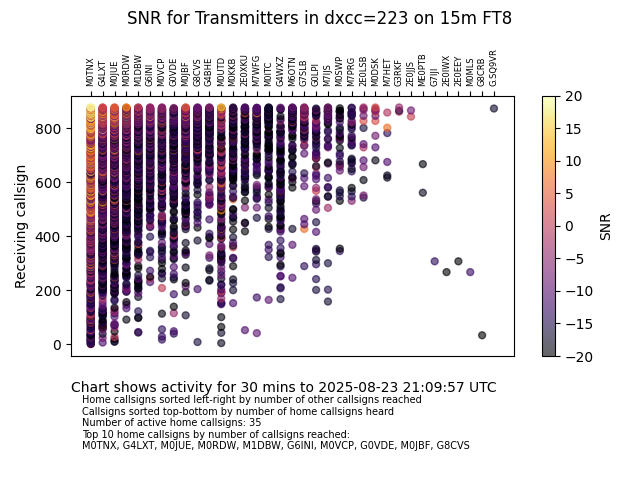 SNR for Transmitters in dxcc=223 on 15m FT8
M0TNX G4LXT M0JUE M0RDW M1DBW G6INI M0VCP G0VDE M0JBF G8CVS G4BHE M0UTD M0KKB 2E0XKU M7WFG M0TC G4WXZ M6OTN G7SLB G0LPI M7IJS M0SWP M7PRG 2E0LSB M0DSK M7HET G3RKF 2E0JJS ME0PTB G7IJI 2E0IWX 2E0EEY M0MLS G8CRB G.SQ9VR
Receiving callsign
800
600
400
200
0
20
15
10
5
0
−5
−10
−15
−20
SNR
Chart shows activity for 30 mins to 2025-08-23 21:09:57 UTC
Home callsigns sorted left-right by number of other callsigns reached
Callsigns sorted top-bottom by number of home callsigns heard
Number of active home callsigns: 35
Top 10 home callsigns by number of callsigns reached:
M0TNX, G4LXT, M0JUE, M0RDW, M1DBW, G6INI, M0VCP, G0VDE, M0JBF, G8CVS